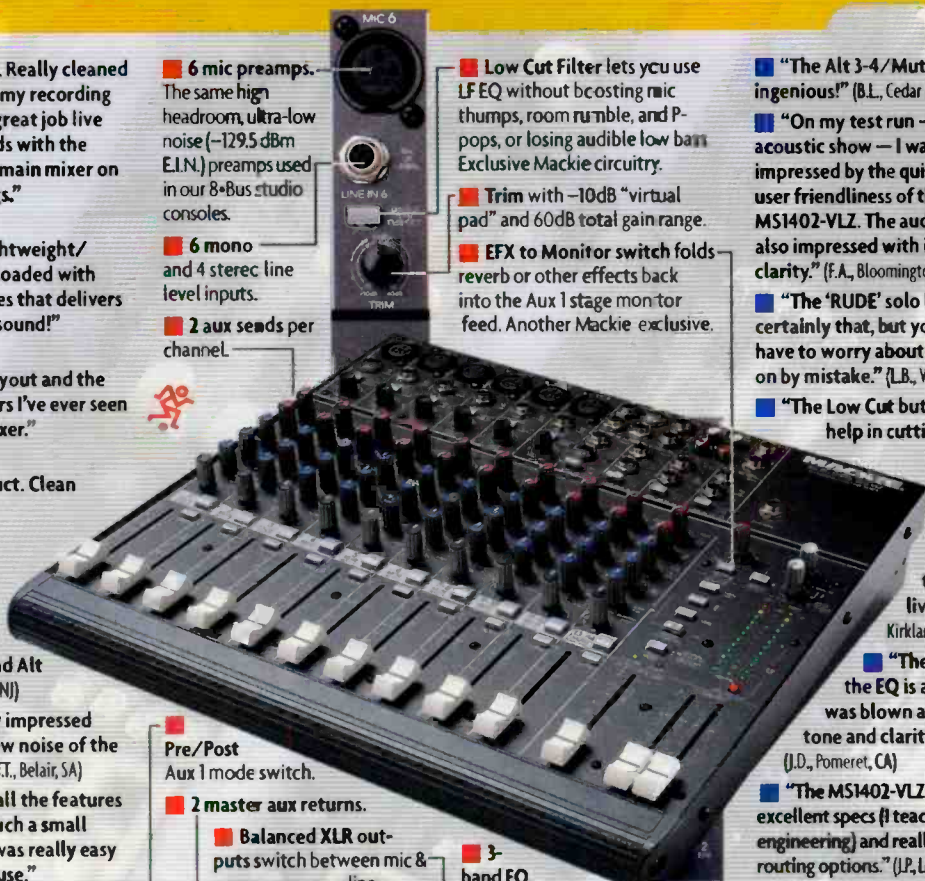 Really cleaned
my recording
great job live
ds with the
main mixer on
gs."
ghtweight/
oaded with
es that delivers
sound!"
yout and the
rs I've ever seen
xer."
uct. Clean
nd Alt
NJ)
impressed
w noise of the
F.T., Belair, SA)
all the features
uch a small
was really easy
use."
MIC 6
LINE IN 6
TRIM
6 mic preamps.
The same high
headroom, ultra-low
noise (–129.5 dBm
E.I.N.) preamps used
in our 8•Bus studio
consoles.
6 mono
and 4 stereo line
level inputs.
2 aux sends per
channel.
Low Cut Filter lets you use
LF EQ without boosting mic
thumps, room rumble, and P-
pops, or losing audible low bass
Exclusive Mackie circuitry.
Trim with –10dB "virtual
pad" and 60dB total gain range.
EFX to Monitor switch folds
reverb or other effects back
into the Aux 1 stage monitor
feed. Another Mackie exclusive.
MACKIE
Pre/Post
Aux 1 mode switch.
2 master aux returns.
Balanced XLR out-
puts switch between mic &
line
3-
band EQ
"The Alt 3-4/Mut
ingenious!" (B.L., Cedar
"On my test run –
acoustic show — I wa
impressed by the qui
user friendliness of t
MS1402-VLZ. The aud
also impressed with i
clarity." (F.A., Bloomingto
"The 'RUDE' solo l
certainly that, but yo
have to worry about
on by mistake." (L.B., V
"The Low Cut but
help in cutti
liv
Kirklan
"The
the EQ is a
was blown a
tone and clarit
(J.D., Pomeret, CA)
"The MS1402-VLZ
excellent specs (I teac
engineering) and reall
routing options." (J.P., L